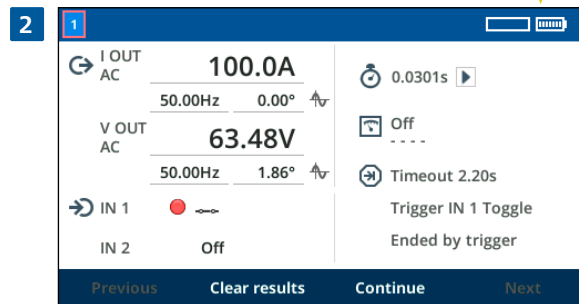 2
1
I OUT
AC
100.0A
50.00Hz 0.00°
V OUT
AC
63.48V
50.00Hz 1.86°
IN 1
IN 2 Off
0.0301s
Off
- - - -
Timeout 2.20s
Trigger IN 1 Toggle
Ended by trigger
Previous Clear results Continue Next